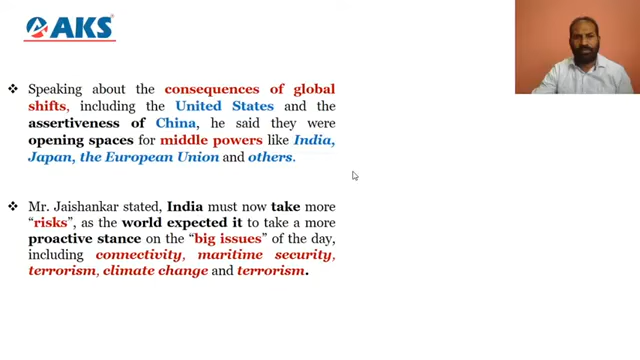 AKS
❖ Speaking about the consequences of global
shifts, including the United States and the
assertiveness of China, he said they were
opening spaces for middle powers like India,
Japan, the European Union and others.
❖ Mr. Jaishankar stated, India must now take more
“risks”, as the world expected it to take a more
proactive stance on the “big issues” of the day,
including connectivity, maritime security,
terrorism, climate change and terrorism.